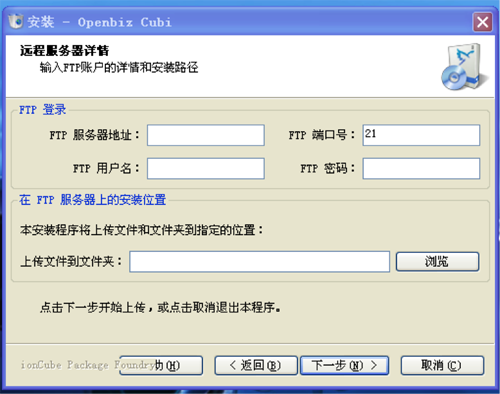 安装 - Openbiz Cubi
远程服务器详情
输入FTP账户的详情和安装路径
FTP 登录
FTP 服务器地址：
FTP 端口号：21
FTP 用户名：
FTP 密码：
在 FTP 服务器上的安装位置
本安装程序将上传文件和文件夹到指定的位置：
上传文件到文件夹：
浏览
点击下一步开始上传，或点击取消退出本程序。
ionCube Package Foundry
助(H)
< 返回(B)
下一步(N) >
取消(C)